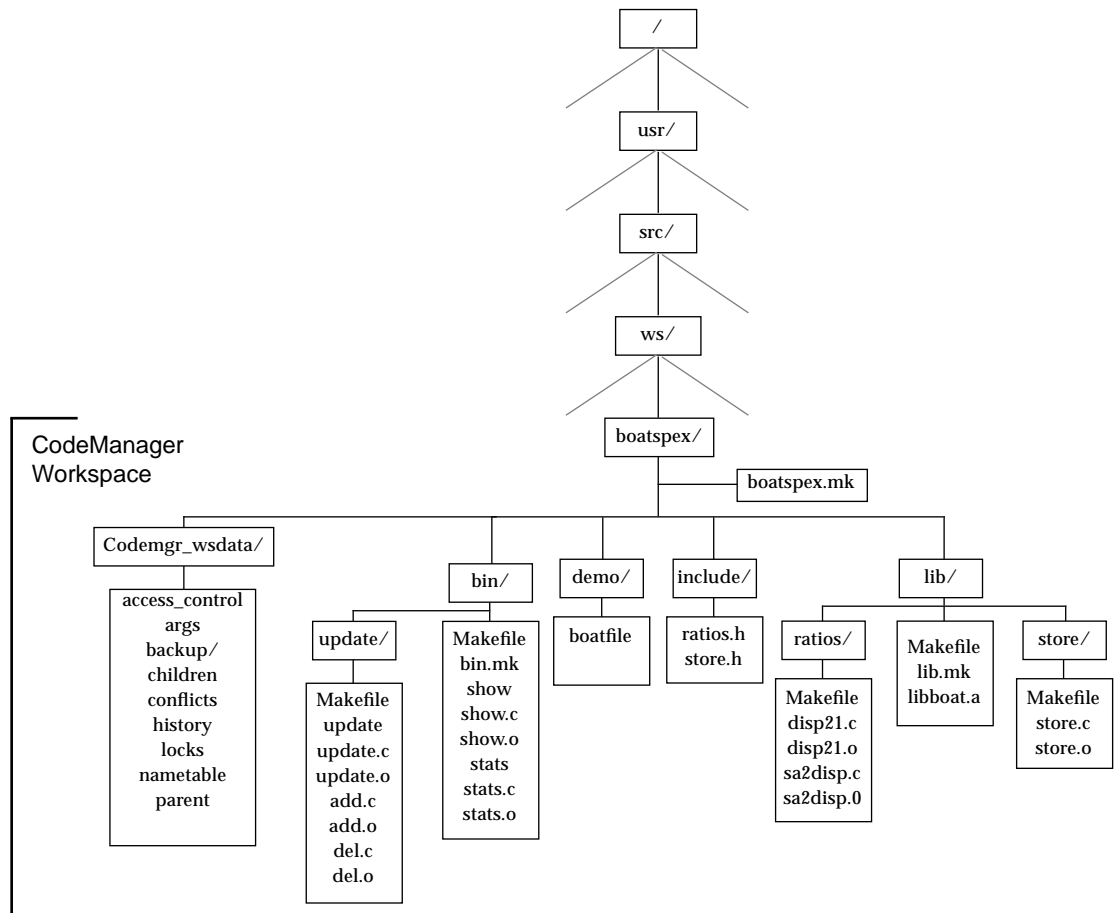 /
usr/
src/
ws/
boatspex/
CodeManager
Workspace
boatspex.mk
Codemgr_wsdata/
access_control
args
backup/
children
conflicts
history
locks
nametable
parent
bin/
update/
Makefile
update
update.c
update.o
add.c
add.o
del.c
del.o
Makefile
bin.mk
show
show.c
show.o
stats
stats.c
stats.o
demo/
boatfile
include/
ratios.h
store.h
lib/
ratios/
Makefile
disp21.c
disp21.o
sa2disp.c
sa2disp.0
Makefile
lib.mk
libboat.a
store/
Makefile
store.c
store.o